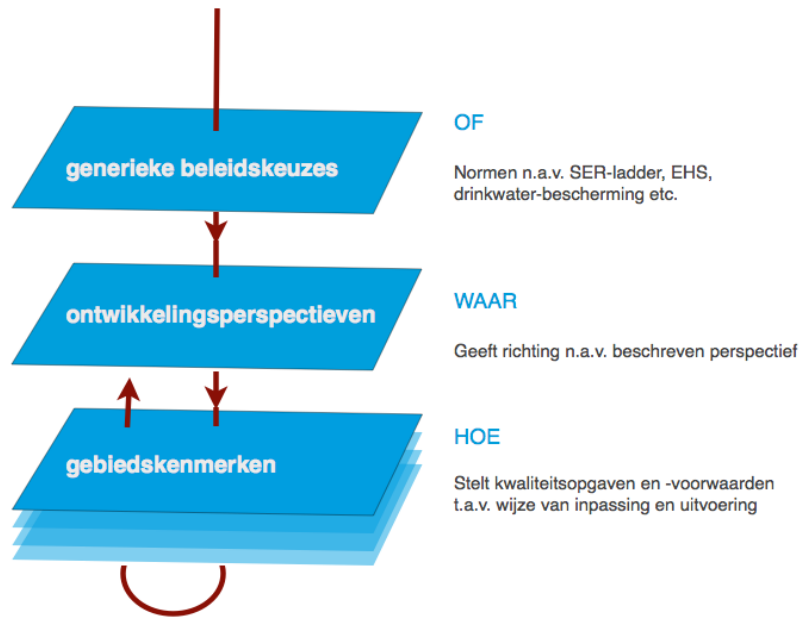 generieke beleidskeuzes
OF
Normen n.a.v. SER-ladder, EHS,
drinkwater-bescherming etc.
ontwikkelingsperspectieven
WAAR
Geeft richting n.a.v. beschreven perspectief
gebiedskenmerken
HOE
Stelt kwaliteitsopgaven en -voorwaarden
t.a.v. wijze van inpassing en uitvoering